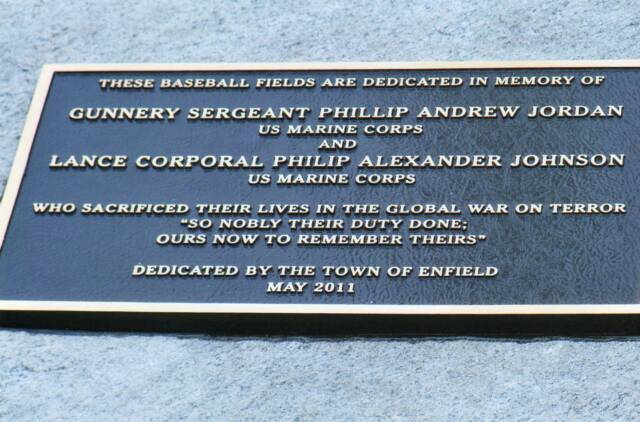 THESE BASEBALL FIELDS ARE DEDICATED IN MEMORY OF
GUNNERY SERGEANT PHILLIP ANDREW JORDAN
US MARINE CORPS
AND
LANCE CORPORAL PHILIP ALEXANDER JOHNSON
US MARINE CORPS
WHO SACRIFICED THEIR LIVES IN THE GLOBAL WAR ON TERROR
"SO NOBLY THEIR DUTY DONE;
OURS NOW TO REMEMBER THEIRS"
DEDICATED BY THE TOWN OF ENFIELD
MAY 2011